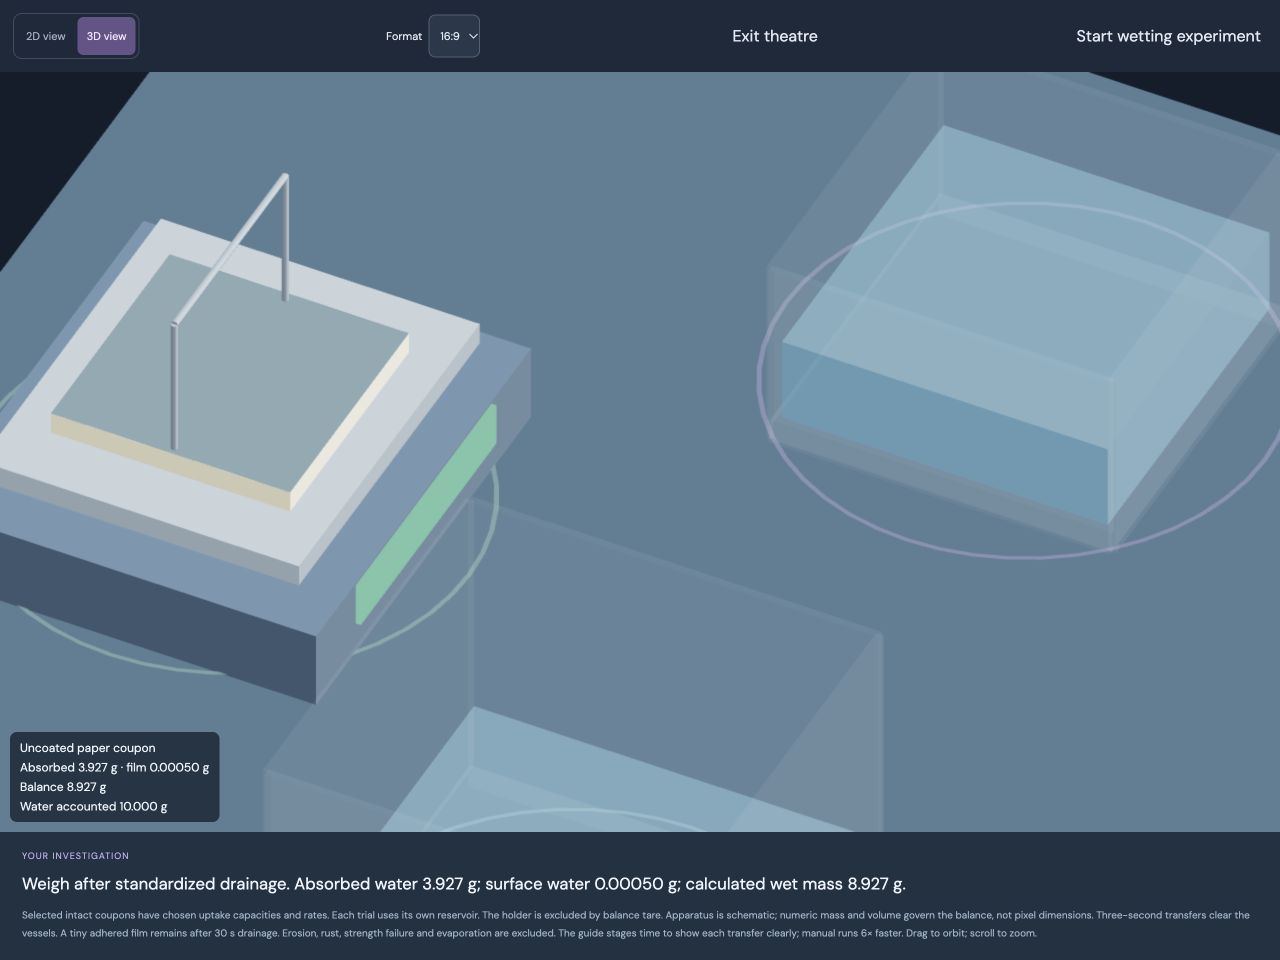 2D view
3D view
Format
16:9
Exit theatre
Start wetting experiment
Uncoated paper coupon
Absorbed 3.927 g · film 0.00050 g
Balance 8.927 g
Water accounted 10.000 g
YOUR INVESTIGATION
Weigh after standardized drainage. Absorbed water 3.927 g; surface water 0.00050 g; calculated wet mass 8.927 g.
Selected intact coupons have chosen uptake capacities and rates. Each trial uses its own reservoir. The holder is excluded by balance tare. Apparatus is schematic; numeric mass and volume govern the balance, not pixel dimensions. Three-second transfers clear the
vessels. A tiny adhered film remains after 30 s drainage. Erosion, rust, strength failure and evaporation are excluded. The guide stages time to show each transfer clearly; manual runs 6× faster. Drag to orbit; scroll to zoom.